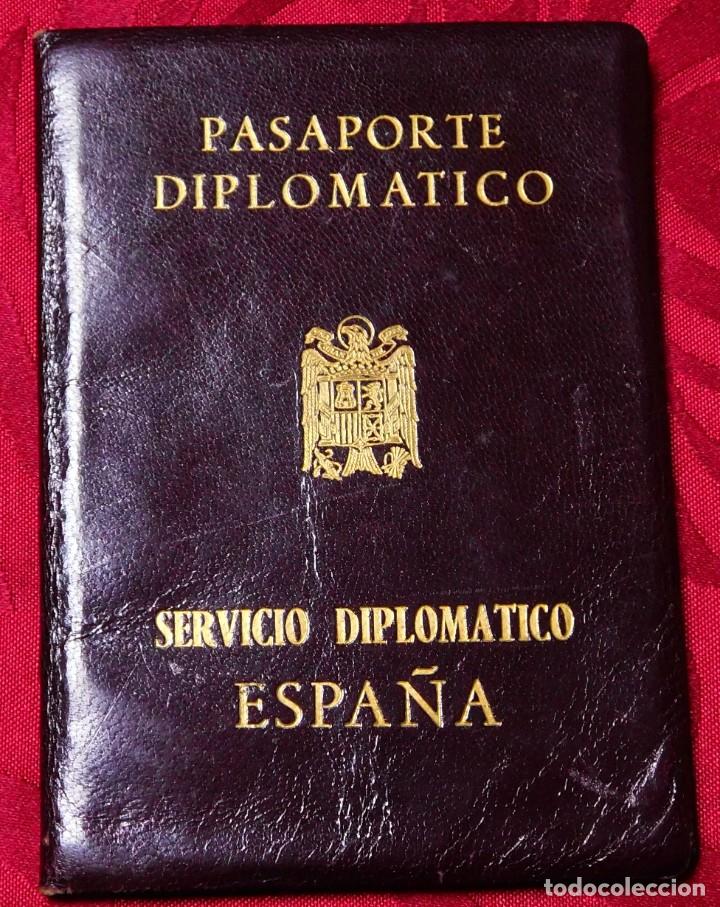 PASAPORTE
DIPLOMATICO
SERVICIO DIPLOMATICO
ESPAÑA
todocoleccion